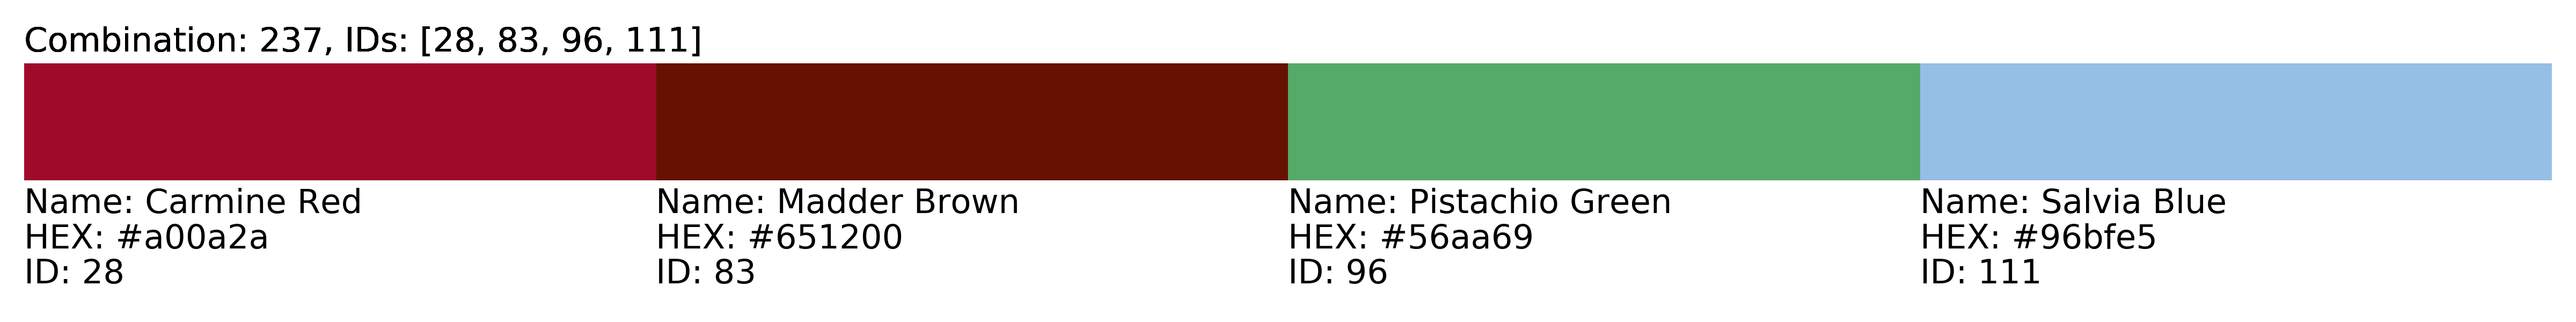 Combination: 237, IDs: [28, 83, 96, 111]
Name: Carmine Red
HEX: #a00a2a
ID: 28
Name: Madder Brown
HEX: #651200
ID: 83
Name: Pistachio Green
HEX: #56aa69
ID: 96
Name: Salvia Blue
HEX: #96bfe5
ID: 111